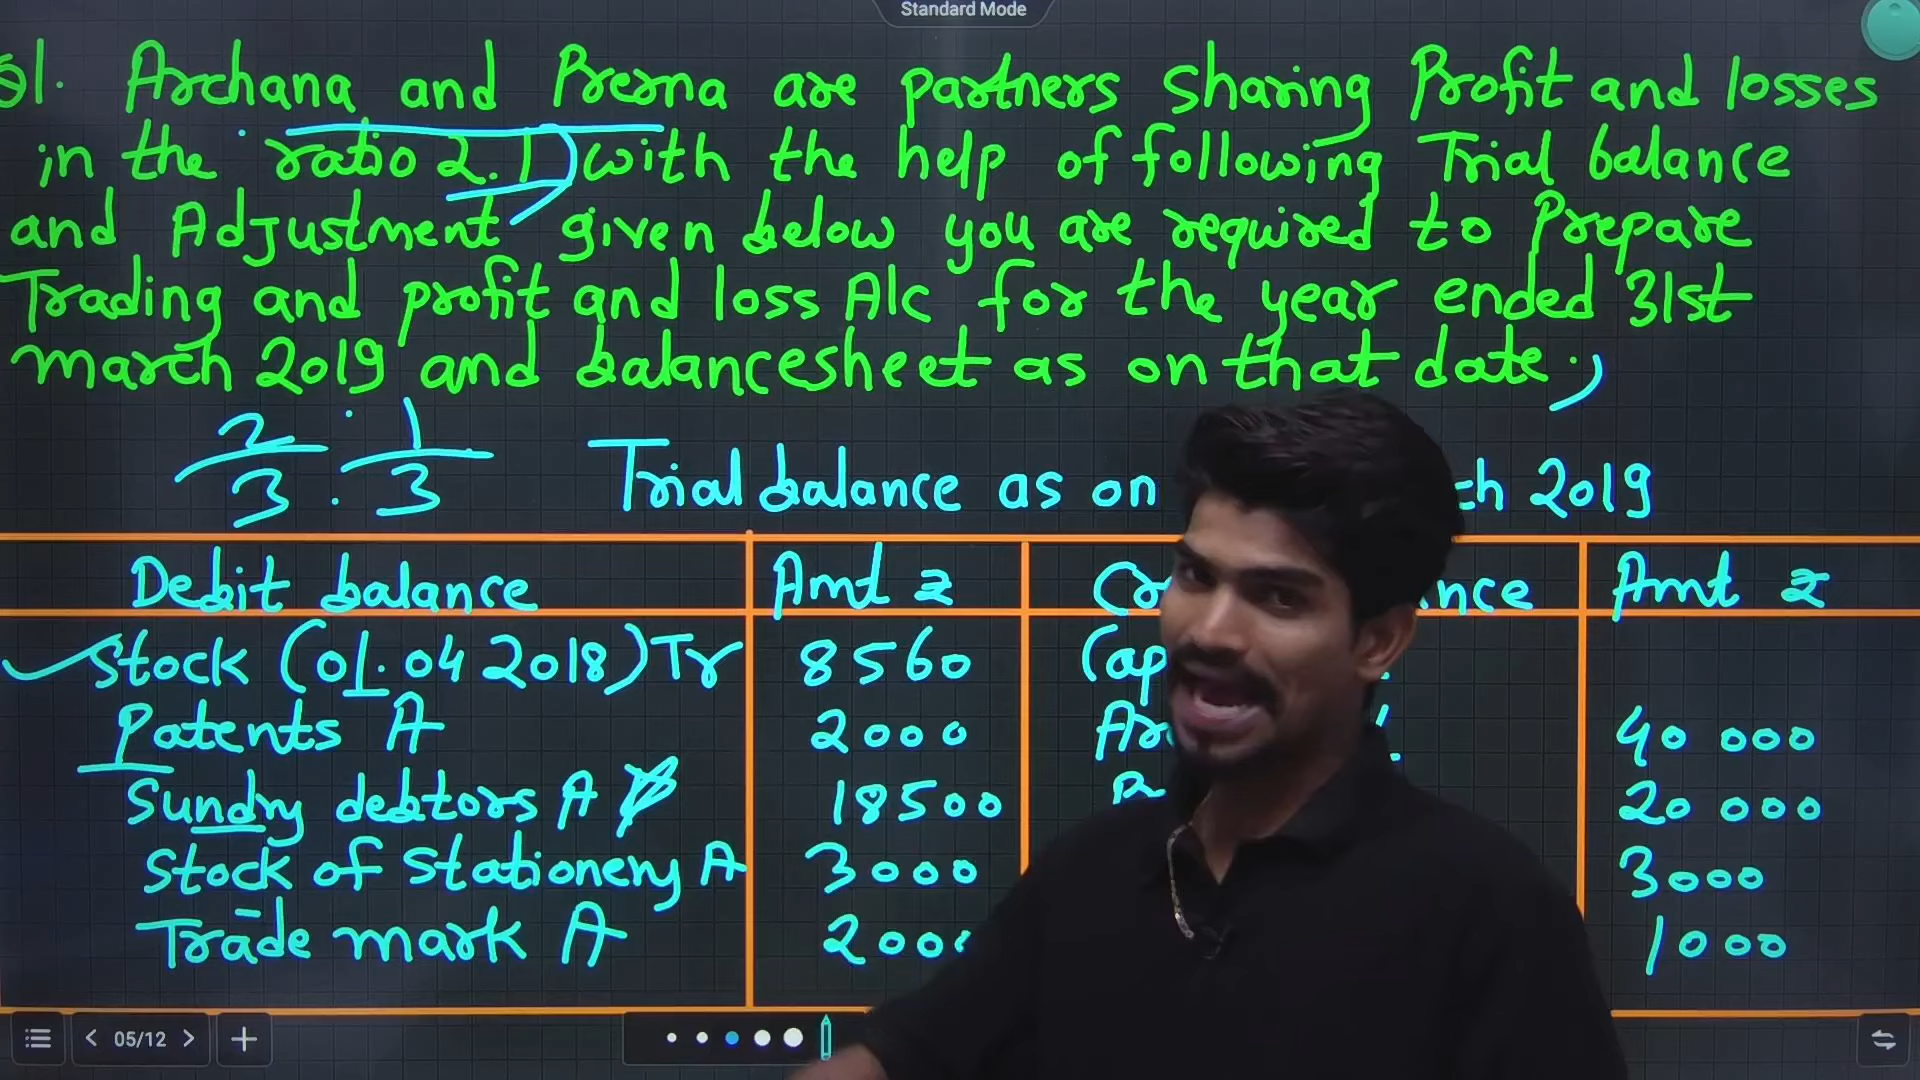 Standard Mode
Q1. Archana and Prerna are partners sharing Profit and losses
in the ratio 2.1 with the help of following Trial balance
and Adjustment given below you are required to Prepare
Trading and profit and loss A/c for the year ended 31st
march 2019 and balancesheet as on that date.,
2/3 : 1/3
Trial balance as on ch 2019
Debit balance Amt ₹ nce Amt ₹
Stock (01.04 2018) Tr 8560 Cap
Patents A 2000 40 000
Sundry debtors A 18500 20 000
Stock of Stationery A 3000 3000
Trade mark A 2000 1000
05/12